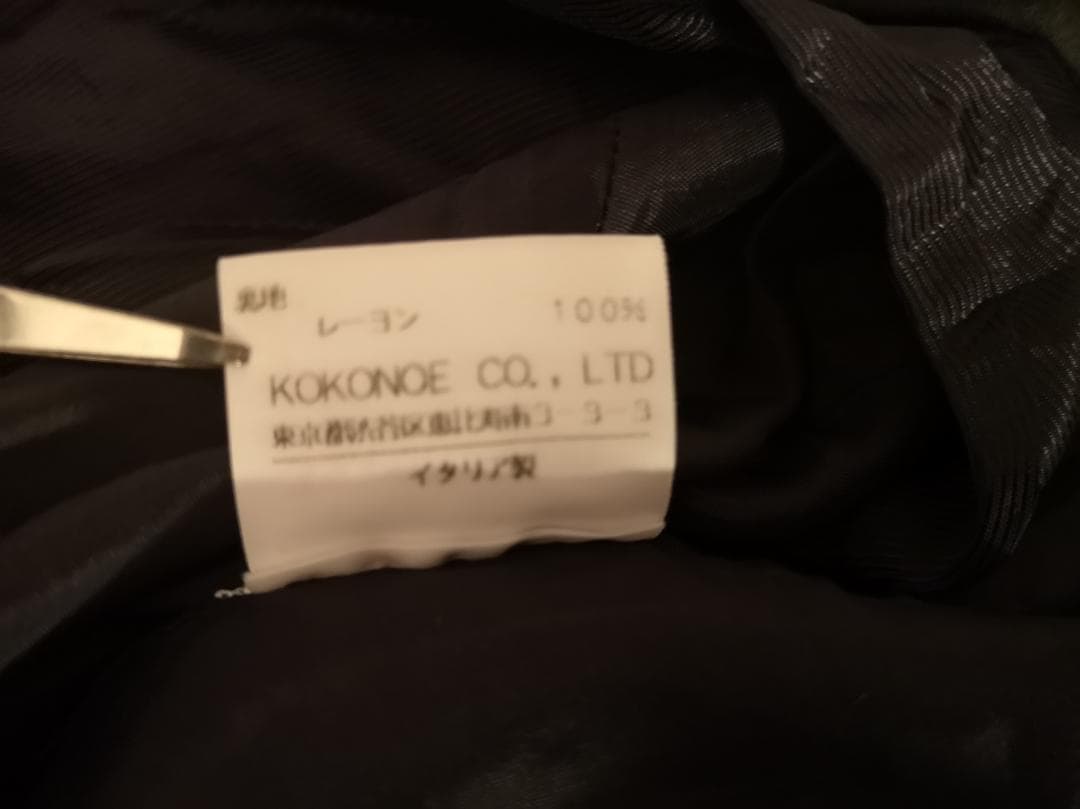 裏地
レーヨン 100%
KOKONOE CO., LTD
東京都渋谷区恵比寿南3-3-3
イタリア製